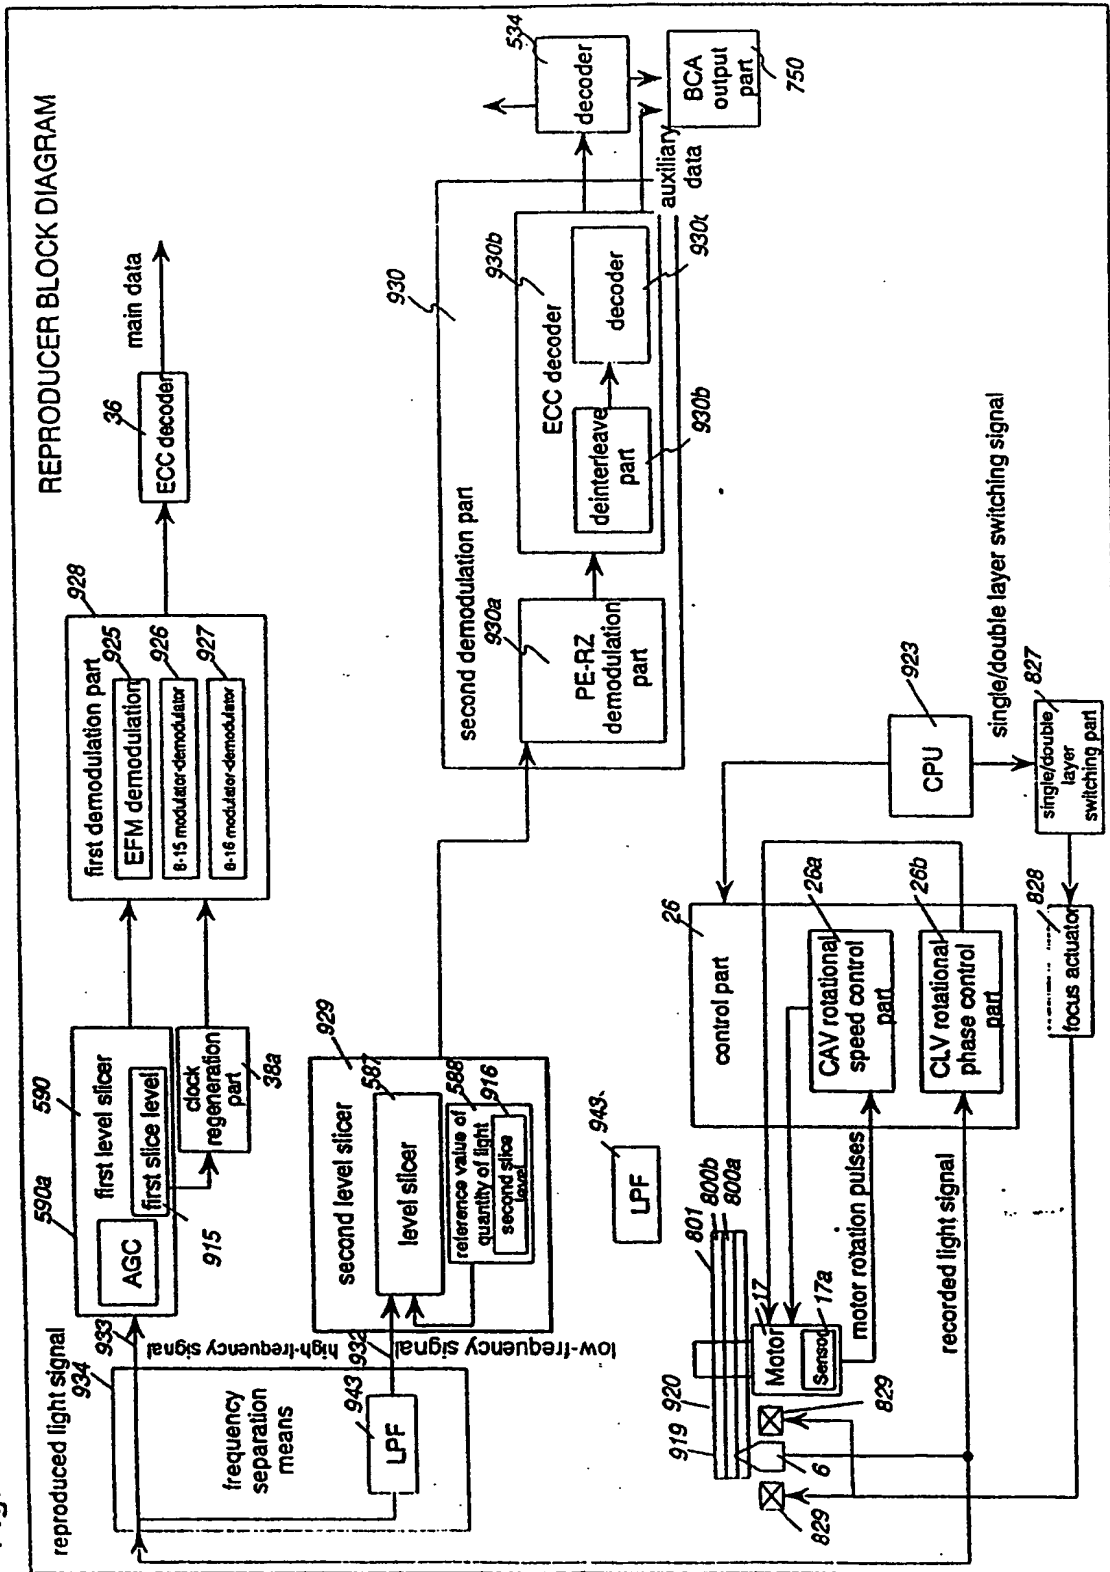 REPRODUCER BLOCK DIAGRAM
reproduced light signal
934
frequency
separation
means
943
LPF
933
high-frequency signal
932
low-frequency signal
590a
590
first level slicer
AGC
first slice level
915
clock
regeneration
part
38a
928
first demodulation part
925
EFM demodulation
926
8-15 modulator-demodulator
927
8-16 modulator-demodulator
36
ECC decoder
main data
929
second level slicer
587
level slicer
588
reference value of
quantity of light
916
second slice
level
930
second demodulation part
930a
PE-RZ
demodulation
part
930b
ECC decoder
deinterleave
part
930b
decoder
930c
auxiliary
data
534
decoder
BCA
output
part
750
943
LPF
919
920
801
800b
800a
17
Motor
17a
Sensor
829
829
6
motor rotation pulses
recorded light signal
26
control part
26a
CAV rotational
speed control
part
26b
CLV rotational
phase control
part
923
CPU
single/double layer switching signal
827
single/double
layer
switching part
828
focus actuator